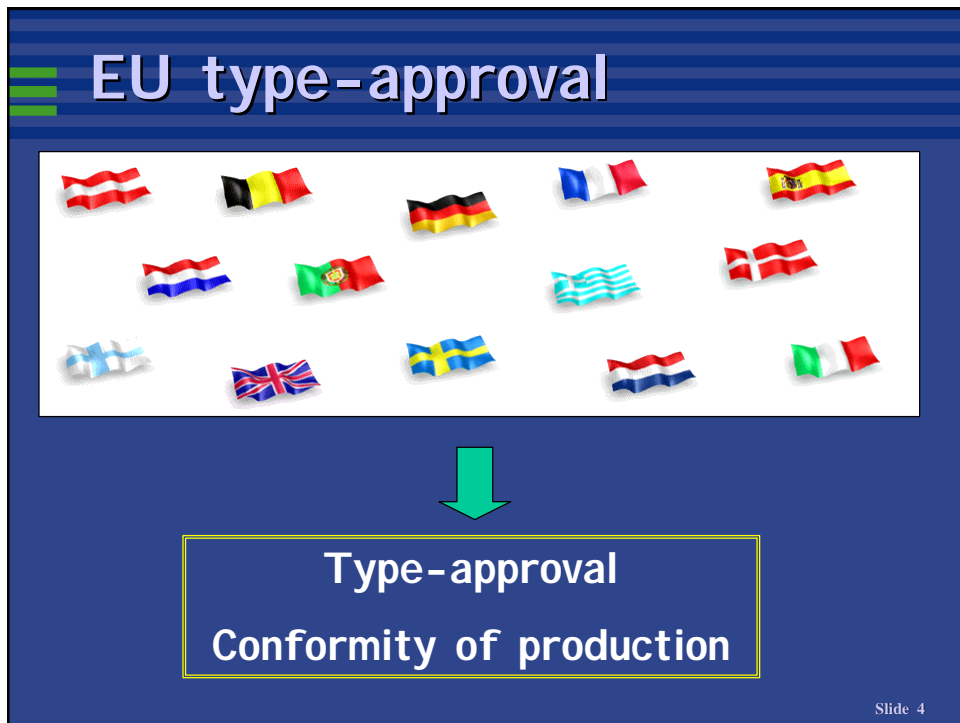 EU type-approval
Type-approval
Conformity of production
Slide 4